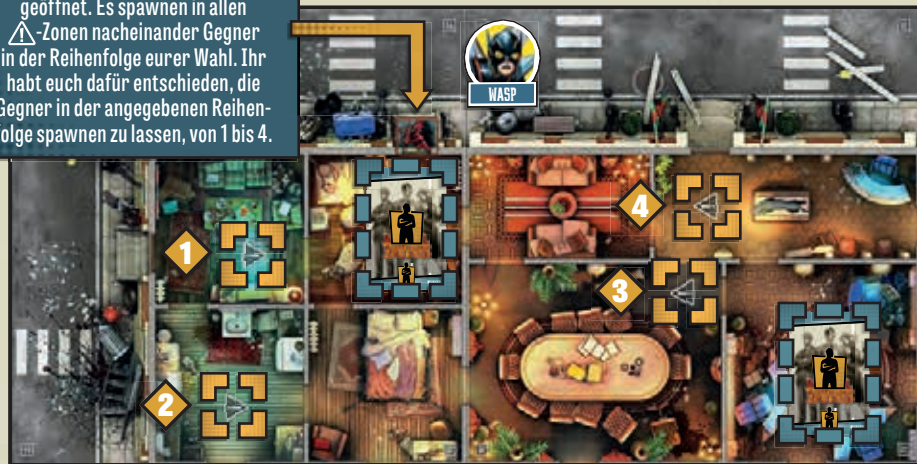 geöffnet. Es spawnen in allen
-Zonen nacheinander Gegner
in der Reihenfolge eurer Wahl. Ihr
habt euch dafür entschieden, die
Gegner in der angegebenen Reihen-
folge spawnen zu lassen, von 1 bis 4.
WASP
1
4
3
2